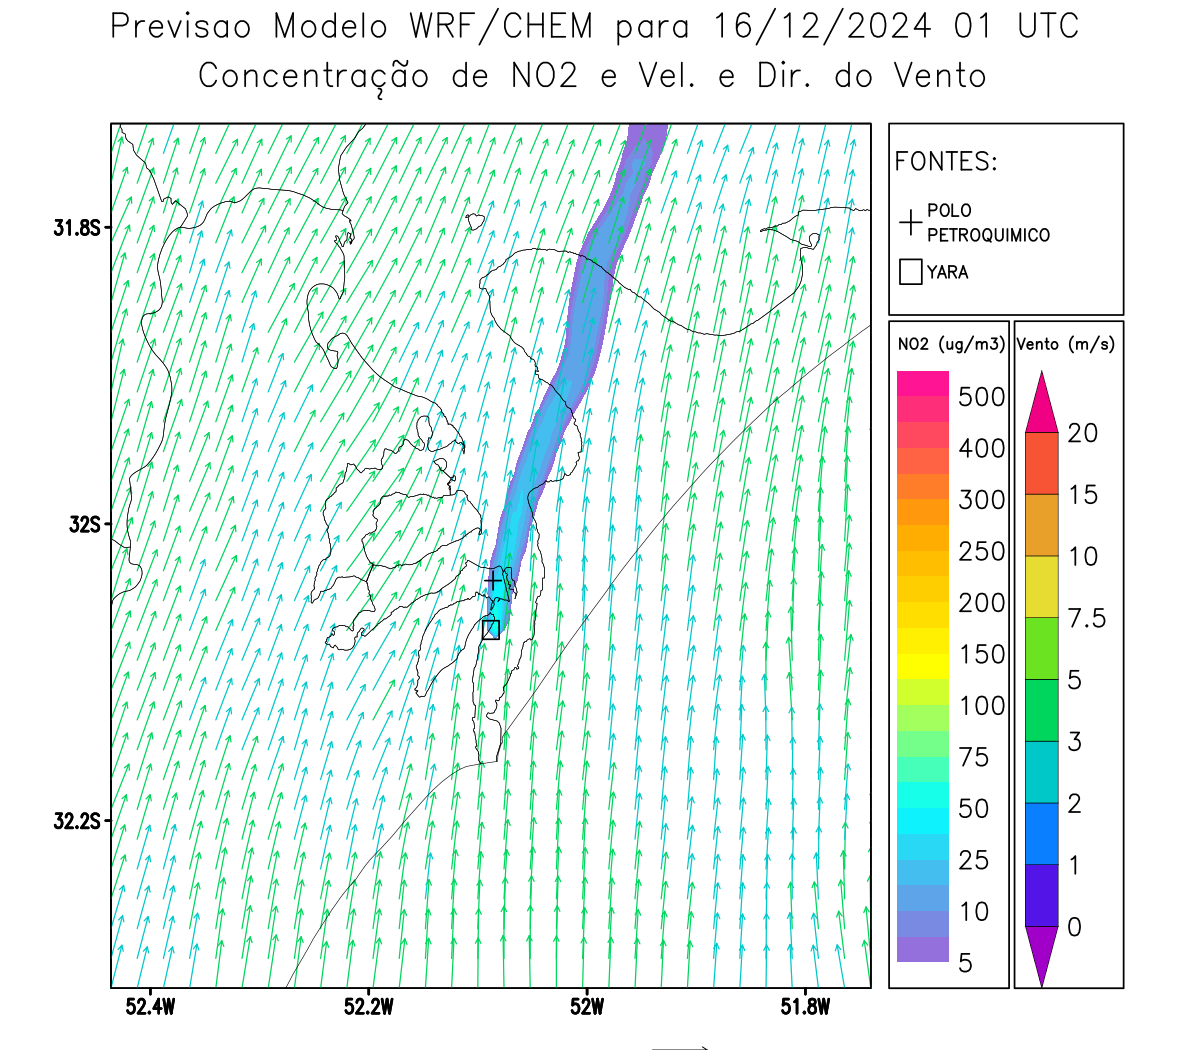 Previsao Modelo WRF/CHEM para 16/12/2024 01 UTC
Concentração de NO2 e Vel. e Dir. do Vento
FONTES:
POLO
PETROQUIMICO
YARA
NO2 (ug/m3)
500
400
300
250
200
150
100
75
50
25
10
5
Vento (m/s)
20
15
10
7.5
5
3
2
1
0
31.8S
32S
32.2S
52.4W
52.2W
52W
51.8W